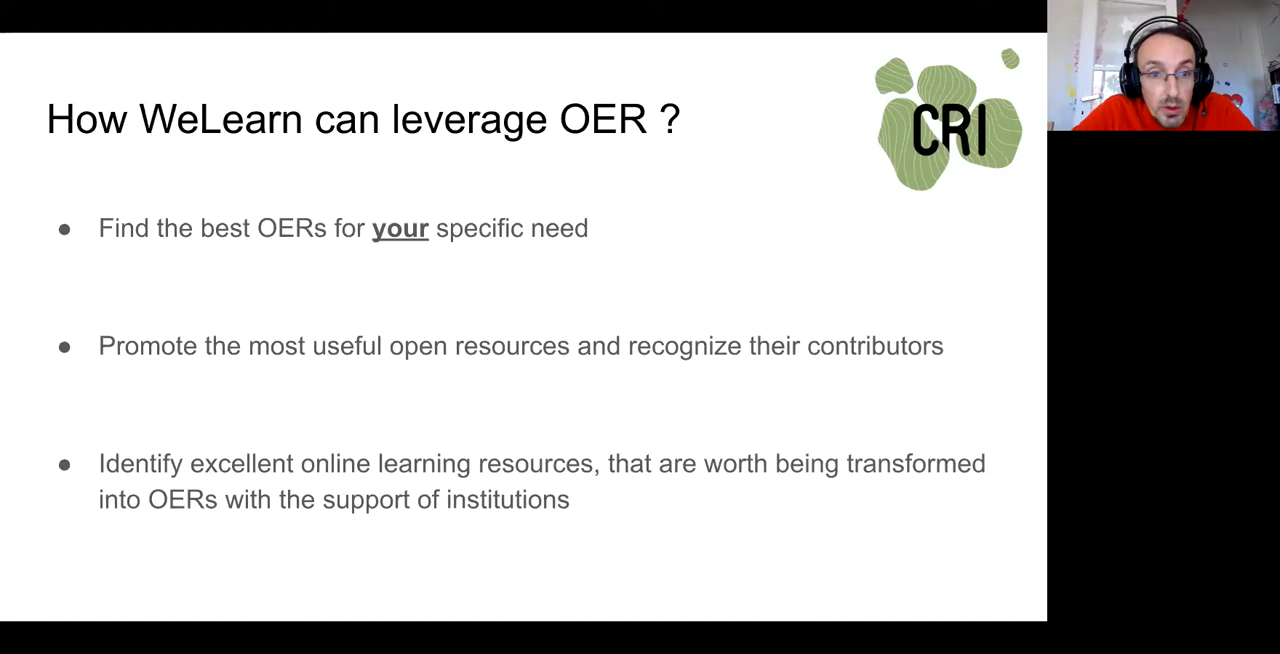 How WeLearn can leverage OER ?
CRI
● Find the best OERs for your specific need
● Promote the most useful open resources and recognize their contributors
● Identify excellent online learning resources, that are worth being transformed
into OERs with the support of institutions